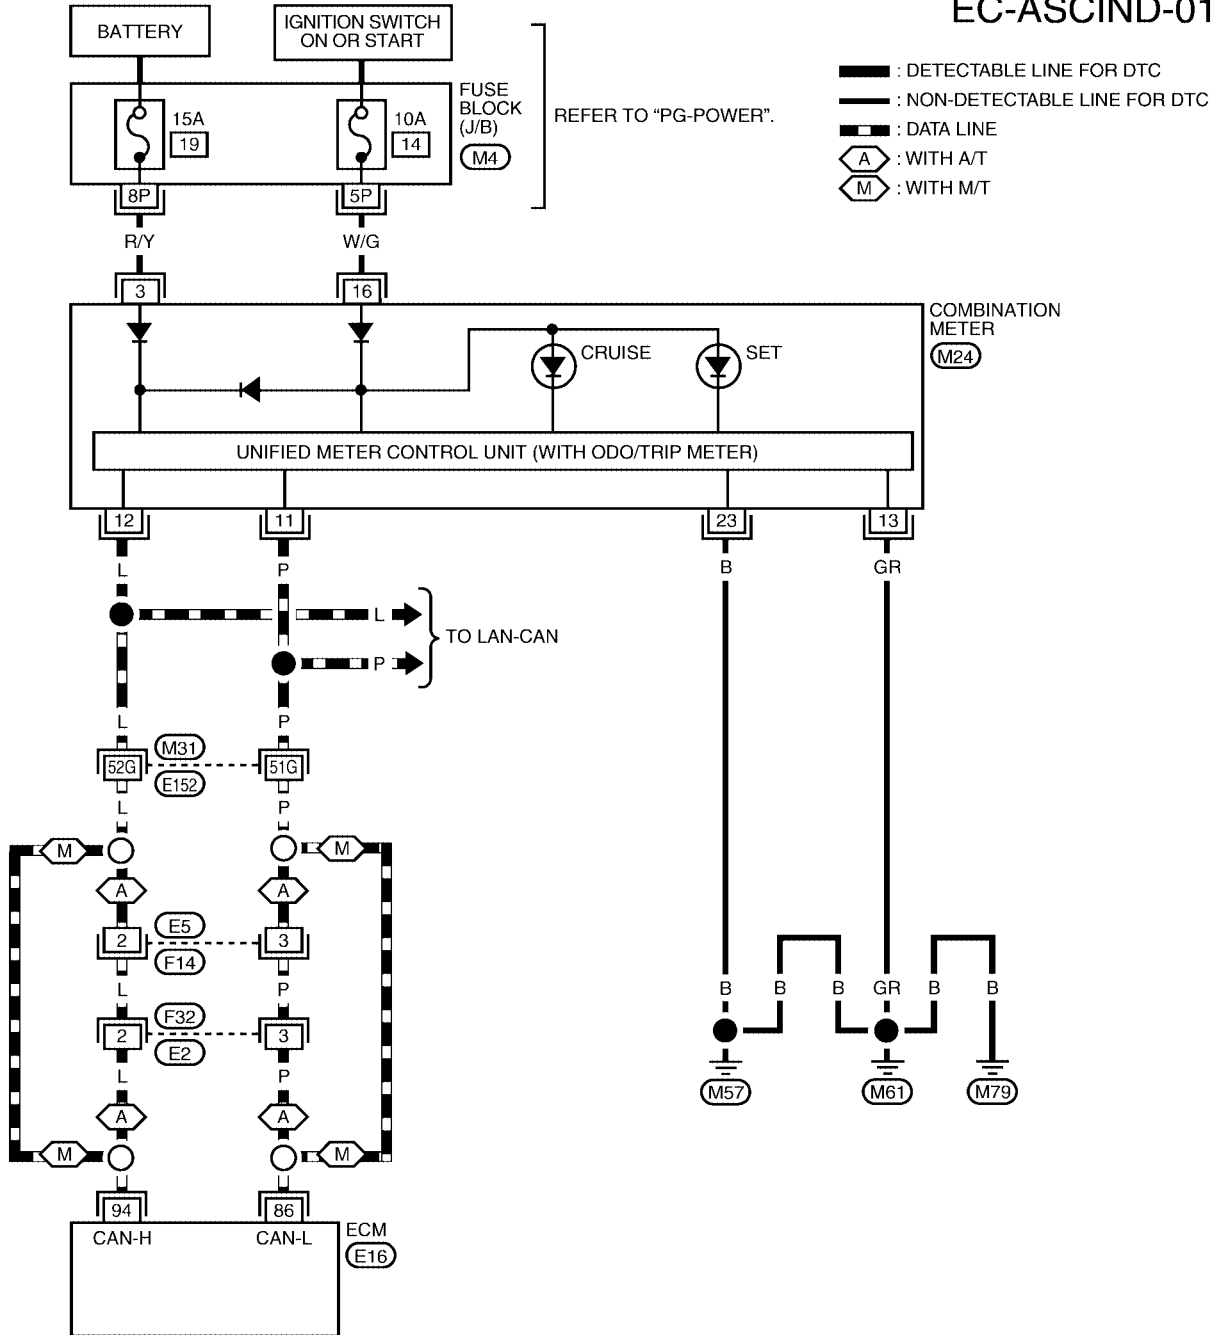 EC-ASCIND-01
BATTERY
IGNITION SWITCH
ON OR START
: DETECTABLE LINE FOR DTC
: NON-DETECTABLE LINE FOR DTC
: DATA LINE
A : WITH A/T
M : WITH M/T
15A
19
10A
14
FUSE
BLOCK
(J/B)
M4
REFER TO "PG-POWER".
8P
5P
R/Y
W/G
3
16
COMBINATION
METER
M24
CRUISE
SET
UNIFIED METER CONTROL UNIT (WITH ODO/TRIP METER)
12
11
23
13
L
P
B
GR
L
P
TO LAN-CAN
L
P
52G
M31
E152
51G
L
P
M
M
A
A
2
E5
F14
3
L
P
2
F32
E2
3
L
P
A
A
M
M
B
B
B
GR
B
B
M57
M61
M79
94
86
CAN-H
CAN-L
ECM
E16